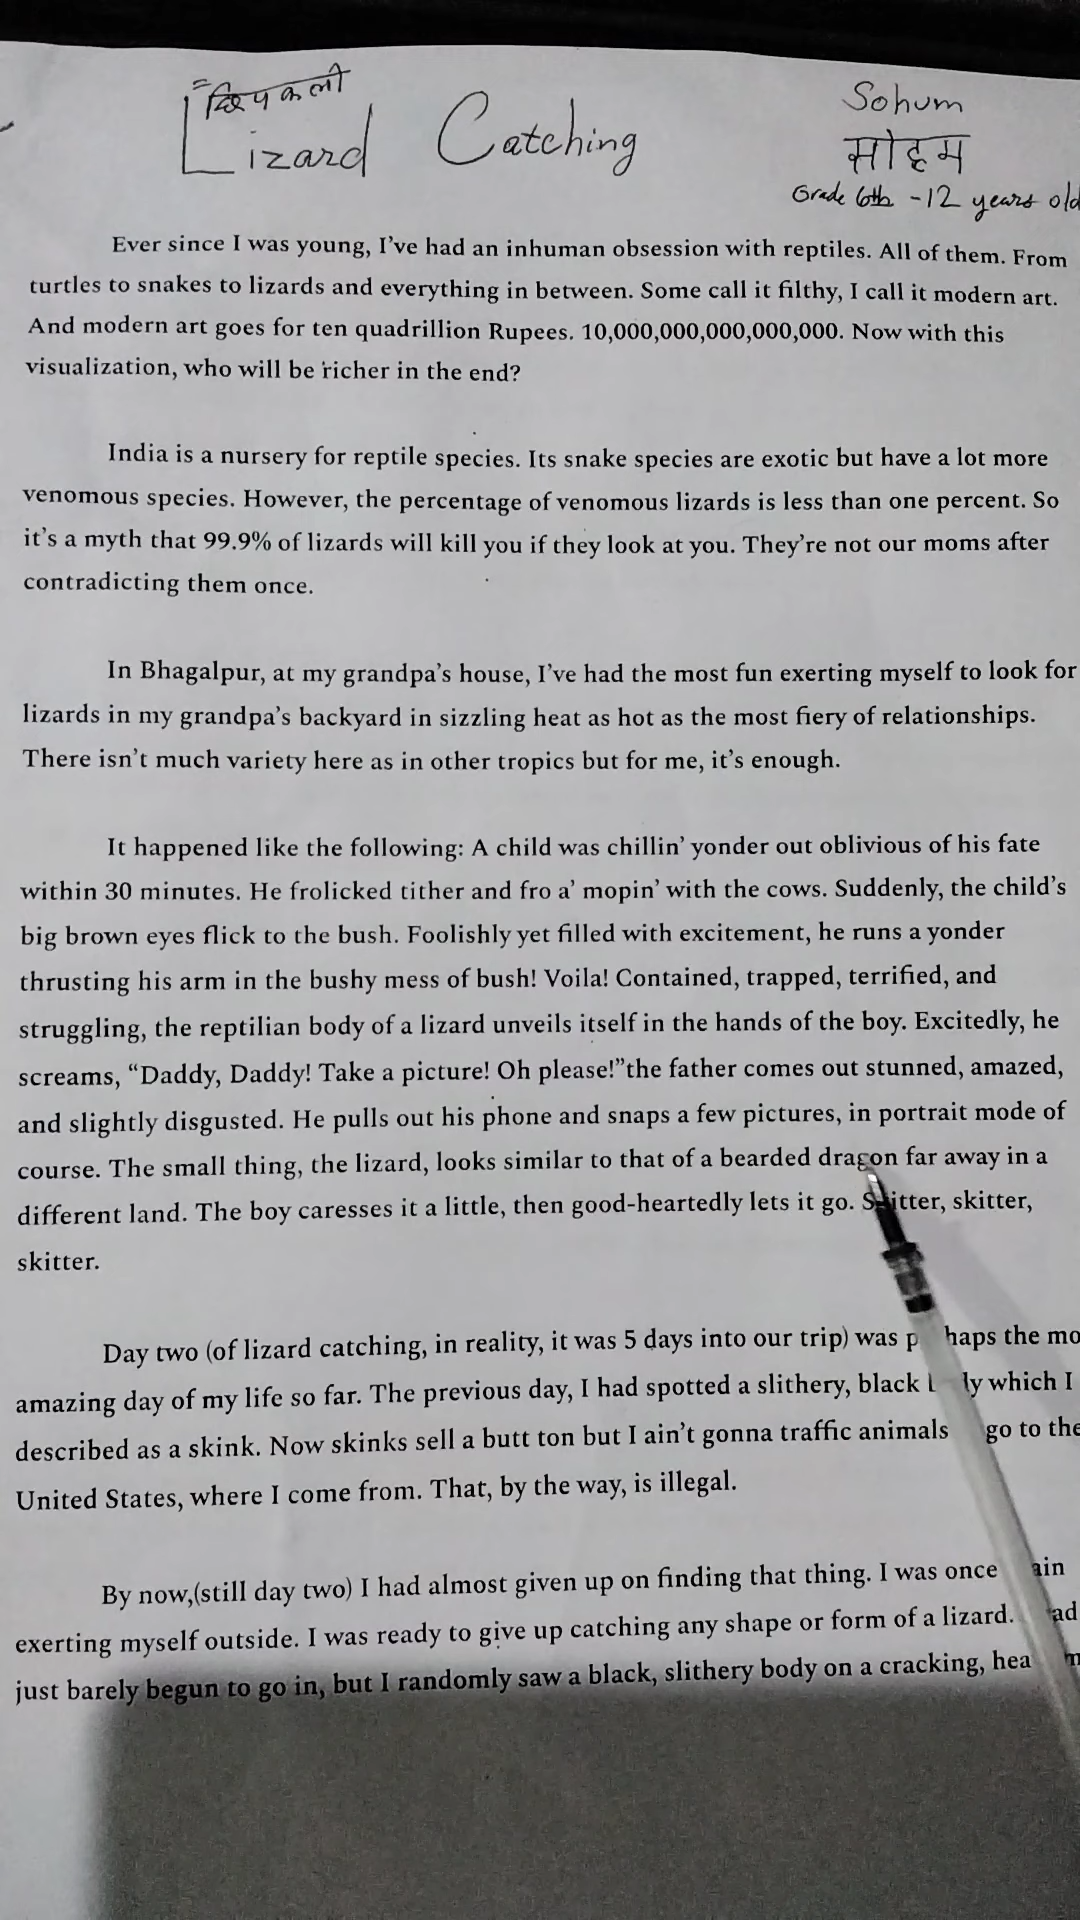 छिपकली
Lizard Catching
Sohum
सोहम
Grade 6th - 12 years old
Ever since I was young, I've had an inhuman obsession with reptiles. All of them. From
turtles to snakes to lizards and everything in between. Some call it filthy, I call it modern art.
And modern art goes for ten quadrillion Rupees. 10,000,000,000,000,000. Now with this
visualization, who will be richer in the end?
India is a nursery for reptile species. Its snake species are exotic but have a lot more
venomous species. However, the percentage of venomous lizards is less than one percent. So
it's a myth that 99.9% of lizards will kill you if they look at you. They're not our moms after
contradicting them once.
In Bhagalpur, at my grandpa's house, I've had the most fun exerting myself to look for
lizards in my grandpa's backyard in sizzling heat as hot as the most fiery of relationships.
There isn't much variety here as in other tropics but for me, it's enough.
It happened like the following: A child was chillin' yonder out oblivious of his fate
within 30 minutes. He frolicked tither and fro a' mopin' with the cows. Suddenly, the child's
big brown eyes flick to the bush. Foolishly yet filled with excitement, he runs a yonder
thrusting his arm in the bushy mess of bush! Voila! Contained, trapped, terrified, and
struggling, the reptilian body of a lizard unveils itself in the hands of the boy. Excitedly, he
screams, "Daddy, Daddy! Take a picture! Oh please!"the father comes out stunned, amazed,
and slightly disgusted. He pulls out his phone and snaps a few pictures, in portrait mode of
course. The small thing, the lizard, looks similar to that of a bearded dragon far away in a
different land. The boy caresses it a little, then good-heartedly lets it go. Skitter, skitter,
skitter.
Day two (of lizard catching, in reality, it was 5 days into our trip) was perhaps the
amazing day of my life so far. The previous day, I had spotted a slithery, black which I
described as a skink. Now skinks sell a butt ton but I ain't gonna traffic animals go to the
United States, where I come from. That, by the way, is illegal.
By now,(still day two) I had almost given up on finding that thing. I was once
exerting myself outside. I was ready to give up catching any shape or form of a lizard.
just barely begun to go in, but I randomly saw a black, slithery body on a cracking,